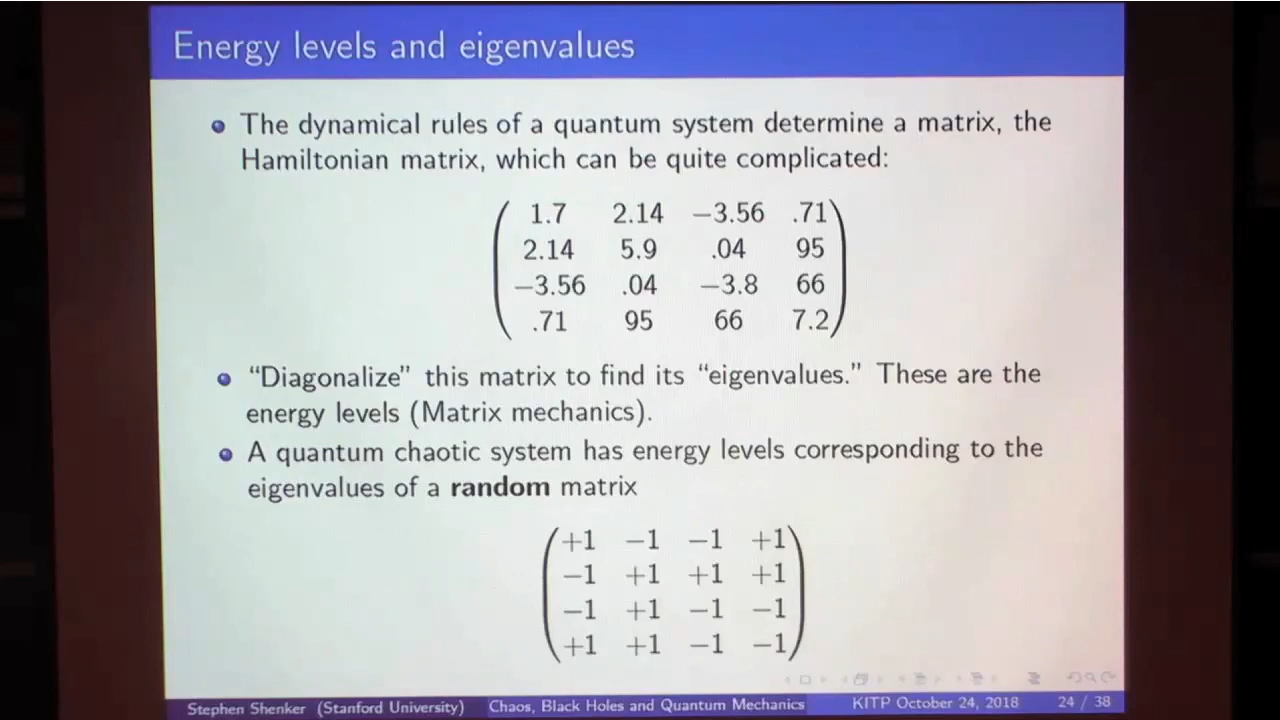 Energy levels and eigenvalues
The dynamical rules of a quantum system determine a matrix, the
Hamiltonian matrix, which can be quite complicated:
1.7 2.14 −3.56 .71
2.14 5.9 .04 95
−3.56 .04 −3.8 66
.71 95 66 7.2
“Diagonalize” this matrix to find its “eigenvalues.” These are the
energy levels (Matrix mechanics).
A quantum chaotic system has energy levels corresponding to the
eigenvalues of a random matrix
+1 −1 −1 +1
−1 +1 +1 +1
−1 +1 −1 −1
+1 +1 −1 −1
Stephen Shenker (Stanford University) Chaos, Black Holes and Quantum Mechanics KITP October 24, 2018 24 / 38